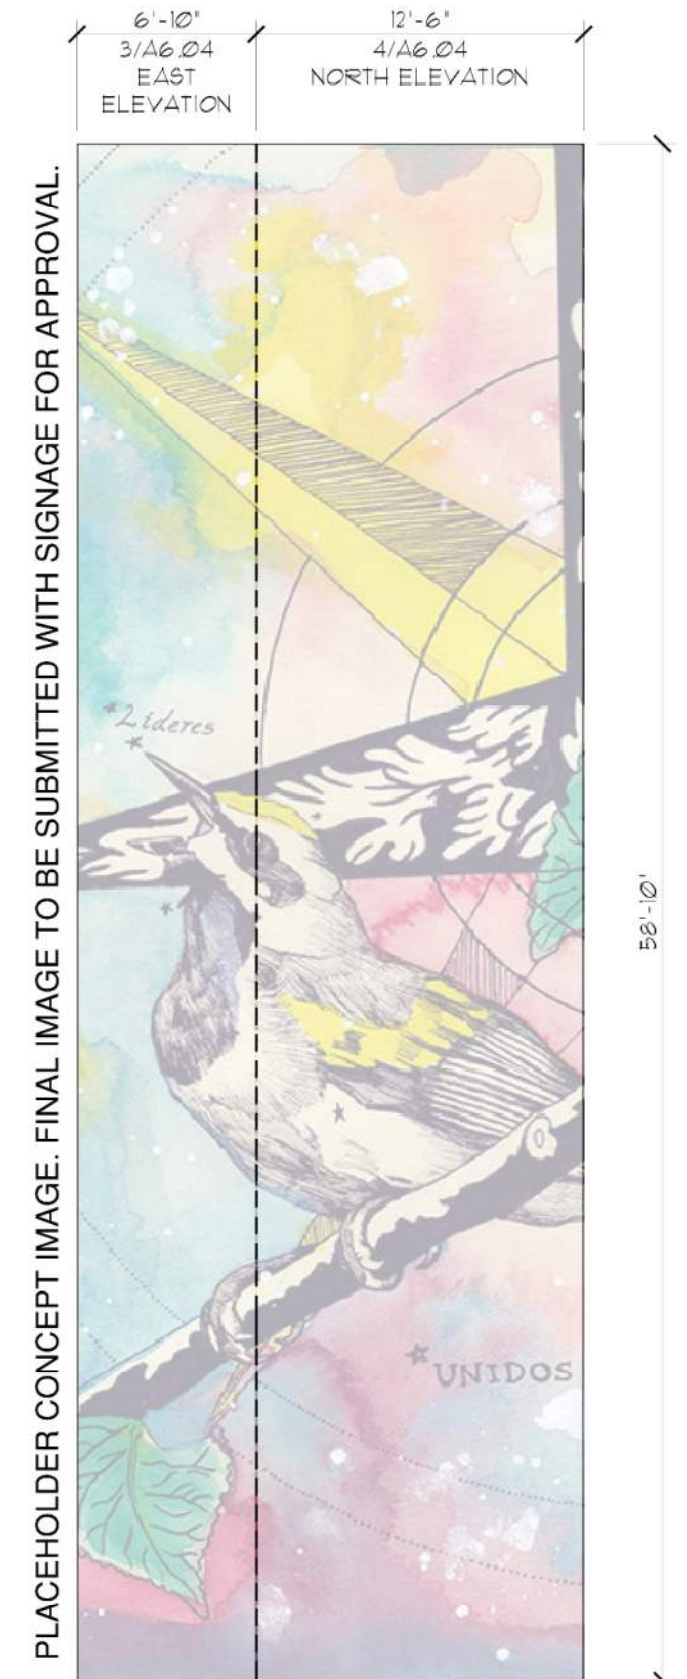 6'-10"
3/A6.04
EAST
ELEVATION
12'-6"
4/A6.04
NORTH ELEVATION
PLACEHOLDER CONCEPT IMAGE. FINAL IMAGE TO BE SUBMITTED WITH SIGNAGE FOR APPROVAL.
Lideres
58'-10"
UNIDOS